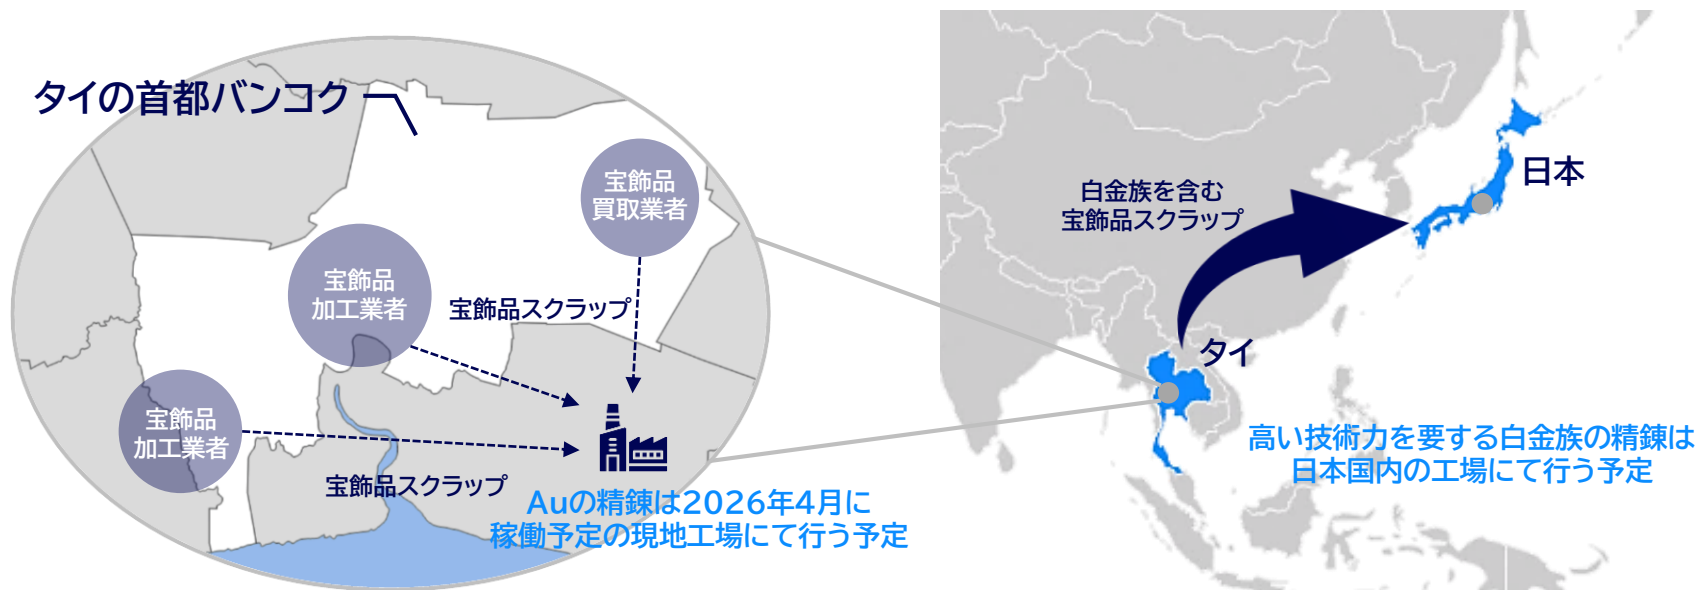 タイの首都バンコク
宝飾品
買取業者
宝飾品
加工業者
宝飾品スクラップ
宝飾品
加工業者
宝飾品スクラップ
Auの精錬は2026年4月に
稼働予定の現地工場にて行う予定
白金族を含む
宝飾品スクラップ
日本
タイ
高い技術力を要する白金族の精錬は
日本国内の工場にて行う予定